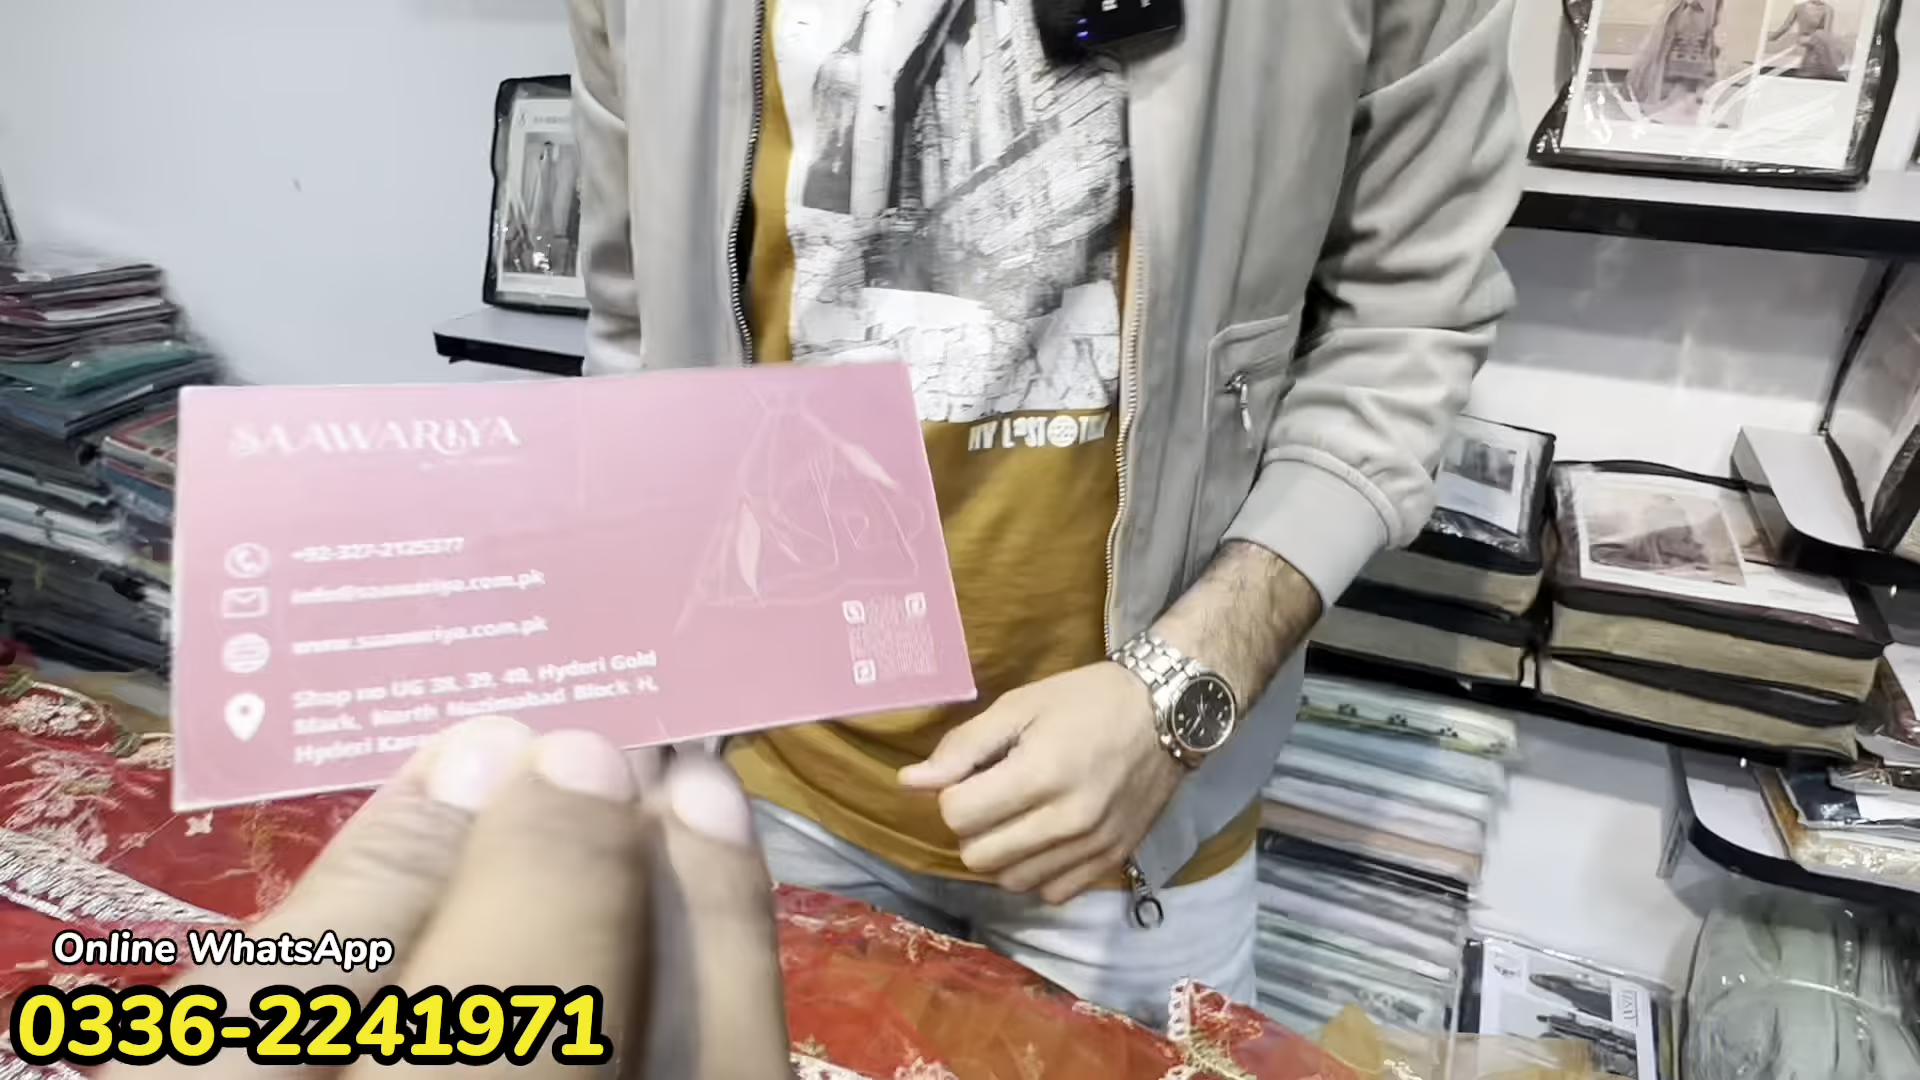 SAAWARIYA
+92-327-2125377
info@saawariya.com.pk
www.saawariya.com.pk
Shop no UG 38, 39, 40, Hyderi Gold
Mark, North Nazimabad Block H,
Hyderi
MY LOST
Online WhatsApp
0336-2241971